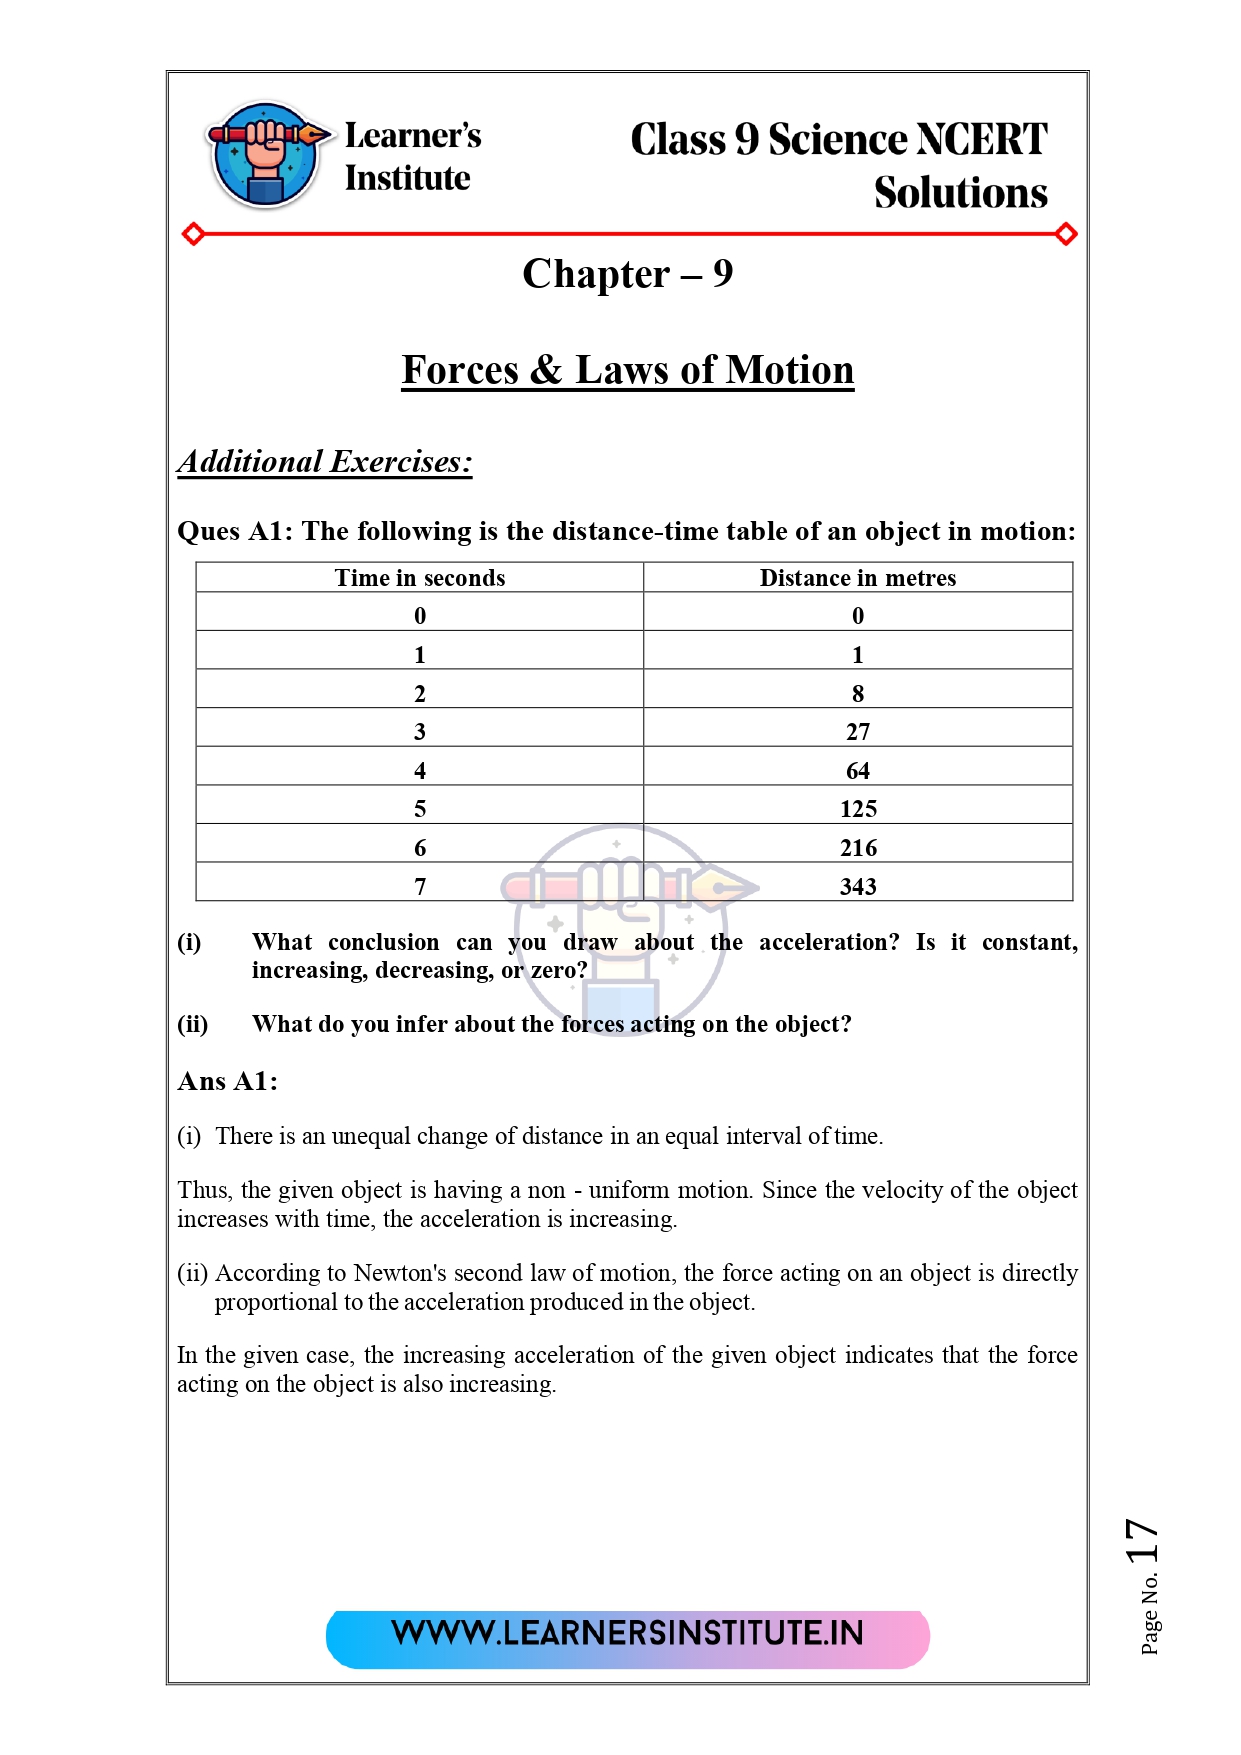 Learner's
Institute
Class 9 Science NCERT
Solutions
Chapter – 9
Forces & Laws of Motion
Additional Exercises:
Ques A1: The following is the distance-time table of an object in motion:
Time in seconds Distance in metres
0 0
1 1
2 8
3 27
4 64
5 125
6 216
7 343
(i) What conclusion can you draw about the acceleration? Is it constant,
increasing, decreasing, or zero?
(ii) What do you infer about the forces acting on the object?
Ans A1:
(i) There is an unequal change of distance in an equal interval of time.
Thus, the given object is having a non - uniform motion. Since the velocity of the object
increases with time, the acceleration is increasing.
(ii) According to Newton's second law of motion, the force acting on an object is directly
proportional to the acceleration produced in the object.
In the given case, the increasing acceleration of the given object indicates that the force
acting on the object is also increasing.
Page No. 17
WWW.LEARNERSINSTITUTE.IN